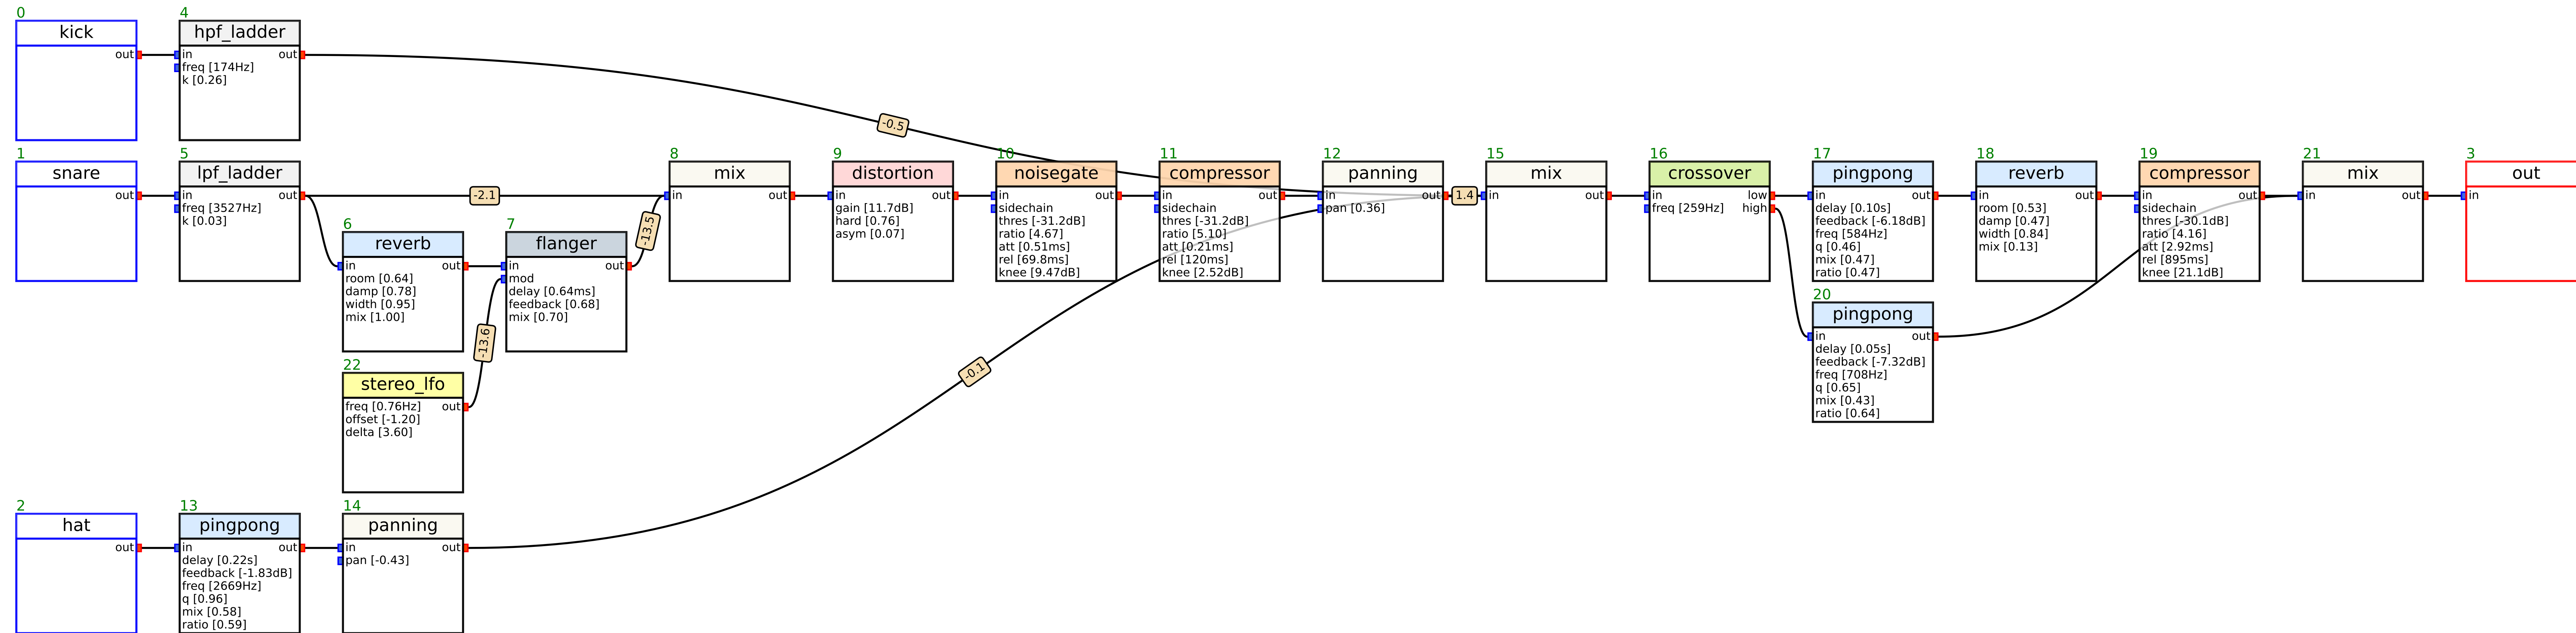 0
kick
out
4
hpf_ladder
in out
freq [174Hz]
k [0.26]
-0.5
1
snare
out
5
lpf_ladder
in out
freq [3527Hz]
k [0.03]
-2.1
6
reverb
in out
room [0.64]
damp [0.78]
width [0.95]
mix [1.00]
7
flanger
in out
mod
delay [0.64ms]
feedback [0.68]
mix [0.70]
-13.5
-13.6
22
stereo_lfo
freq [0.76Hz] out
offset [-1.20]
delta [3.60]
8
mix
in out
9
distortion
in out
gain [11.7dB]
hard [0.76]
asym [0.07]
10
noisegate
in out
sidechain
thres [-31.2dB]
ratio [4.67]
att [0.51ms]
rel [69.8ms]
knee [9.47dB]
11
compressor
in out
sidechain
thres [-31.2dB]
ratio [5.10]
att [0.21ms]
rel [120ms]
knee [2.52dB]
12
panning
in out
pan [0.36]
1.4
15
mix
in out
16
crossover
in low
freq [259Hz] high
17
pingpong
in out
delay [0.10s]
feedback [-6.18dB]
freq [584Hz]
q [0.46]
mix [0.47]
ratio [0.47]
18
reverb
in out
room [0.53]
damp [0.47]
width [0.84]
mix [0.13]
19
compressor
in out
sidechain
thres [-30.1dB]
ratio [4.16]
att [2.92ms]
rel [895ms]
knee [21.1dB]
20
pingpong
in out
delay [0.05s]
feedback [-7.32dB]
freq [708Hz]
q [0.65]
mix [0.43]
ratio [0.64]
21
mix
in out
3
out
in
2
hat
out
13
pingpong
in out
delay [0.22s]
feedback [-1.83dB]
freq [2669Hz]
q [0.96]
mix [0.58]
ratio [0.59]
14
panning
in out
pan [-0.43]
-0.1